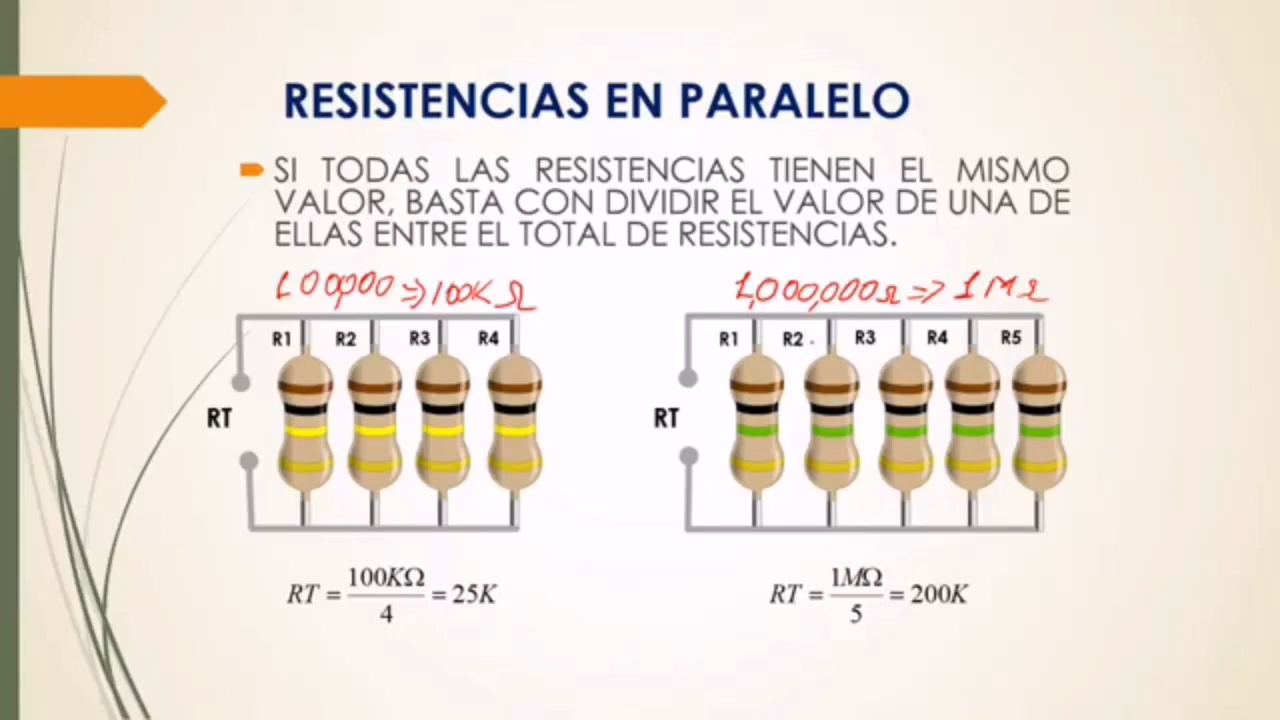 RESISTENCIAS EN PARALELO
SI TODAS LAS RESISTENCIAS TIENEN EL MISMO
VALOR, BASTA CON DIVIDIR EL VALOR DE UNA DE
ELLAS ENTRE EL TOTAL DE RESISTENCIAS.
100,000 => 100K Ω
R1 R2 R3 R4
RT
RT = 100KΩ / 4 = 25K
1,000,000Ω => 1MΩ
R1 R2 R3 R4 R5
RT
RT = 1MΩ / 5 = 200K